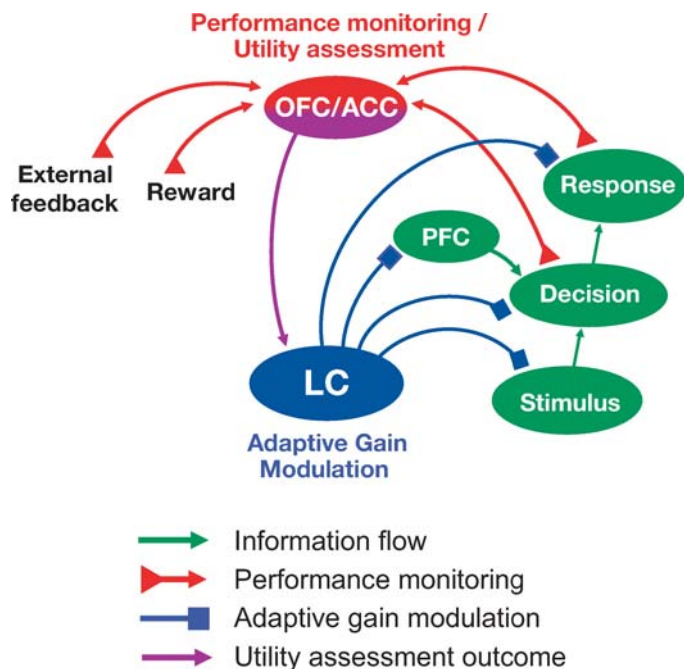 Performance monitoring /
Utility assessment
OFC/ACC
External
feedback
Reward
Response
PFC
Decision
LC
Stimulus
Adaptive Gain
Modulation
Information flow
Performance monitoring
Adaptive gain modulation
Utility assessment outcome